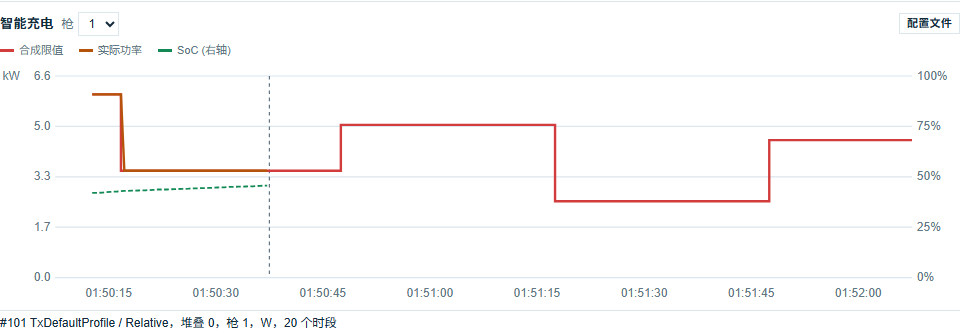 智能充电 枪 1 配置文件
合成限值 实际功率 SoC (右轴)
kW 6.6 100%
5.0 75%
3.3 50%
1.7 25%
0.0 0%
01:50:15 01:50:30 01:50:45 01:51:00 01:51:15 01:51:30 01:51:45 01:52:00
#101 TxDefaultProfile / Relative，堆叠 0，枪 1，W，20 个时段